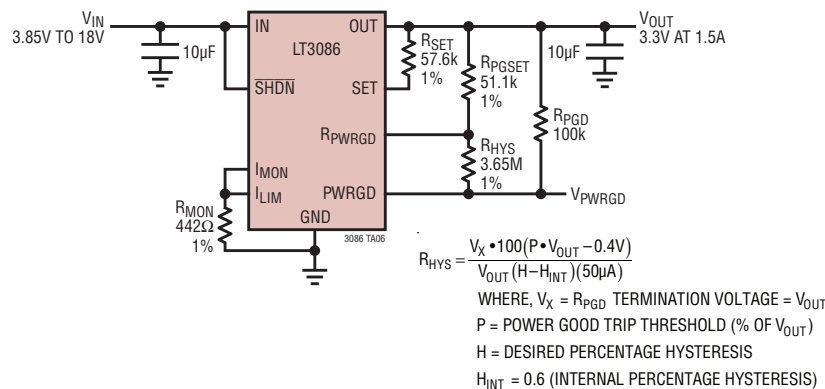 VIN
3.85V TO 18V
10µF
IN
OUT
LT3086
SHDN
SET
RPWRGD
IMON
ILIM
PWRGD
GND
3086 TA06
RMON
442Ω
1%
RSET
57.6k
1%
RPGSET
51.1k
1%
RHYS
3.65M
1%
10µF
RPGD
100k
VOUT
3.3V AT 1.5A
VPWRGD
RHYS = VX • 100(P • VOUT – 0.4V) / VOUT(H – HINT)(50µA)
WHERE, VX = RPGD TERMINATION VOLTAGE = VOUT
P = POWER GOOD TRIP THRESHOLD (% OF VOUT)
H = DESIRED PERCENTAGE HYSTERESIS
HINT = 0.6 (INTERNAL PERCENTAGE HYSTERESIS)